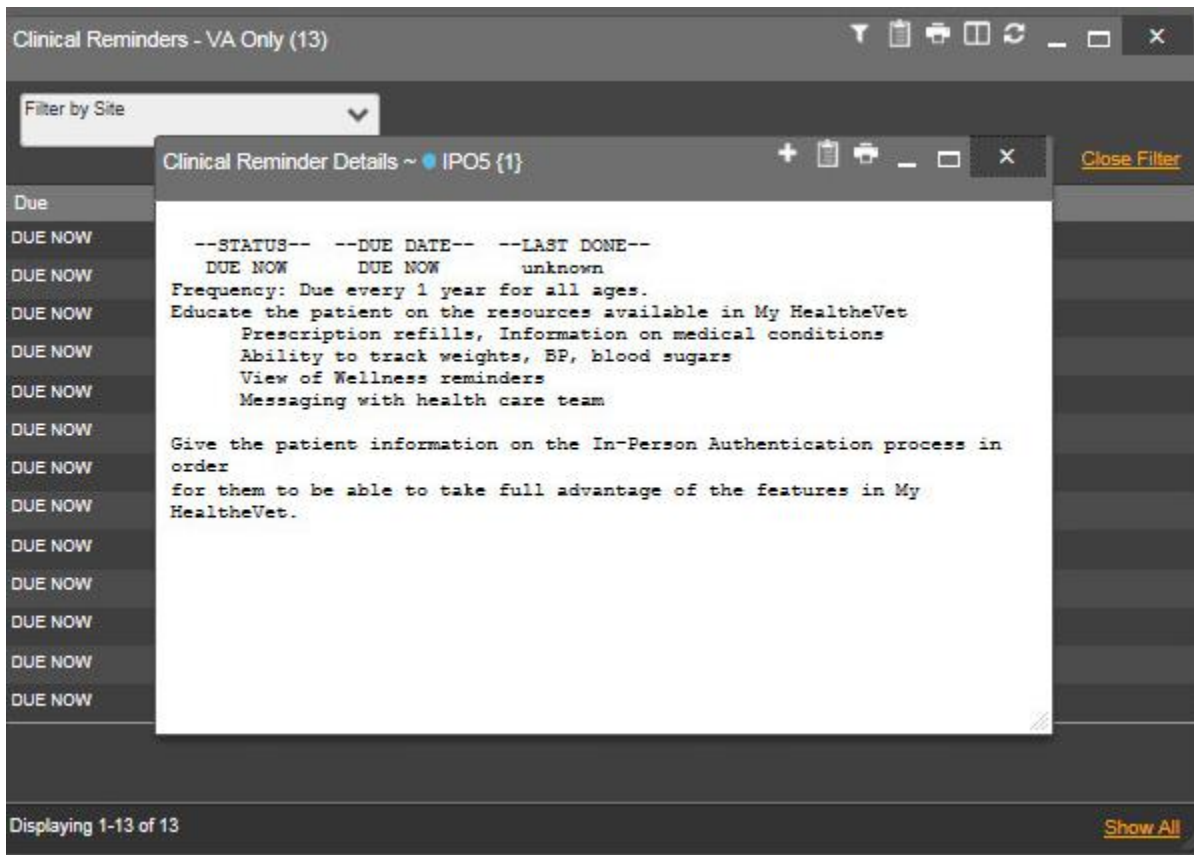 Clinical Reminders - VA Only (13)
Filter by Site
Clinical Reminder Details ~ IPO5 {1}
Close Filter
Due
DUE NOW
DUE NOW
DUE NOW
DUE NOW
DUE NOW
DUE NOW
DUE NOW
DUE NOW
DUE NOW
DUE NOW
DUE NOW
DUE NOW
DUE NOW
--STATUS-- --DUE DATE-- --LAST DONE--
DUE NOW DUE NOW unknown
Frequency: Due every 1 year for all ages.
Educate the patient on the resources available in My HealtheVet
Prescription refills, Information on medical conditions
Ability to track weights, BP, blood sugars
View of Wellness reminders
Messaging with health care team
Give the patient information on the In-Person Authentication process in
order
for them to be able to take full advantage of the features in My
HealtheVet.
Displaying 1-13 of 13
Show All